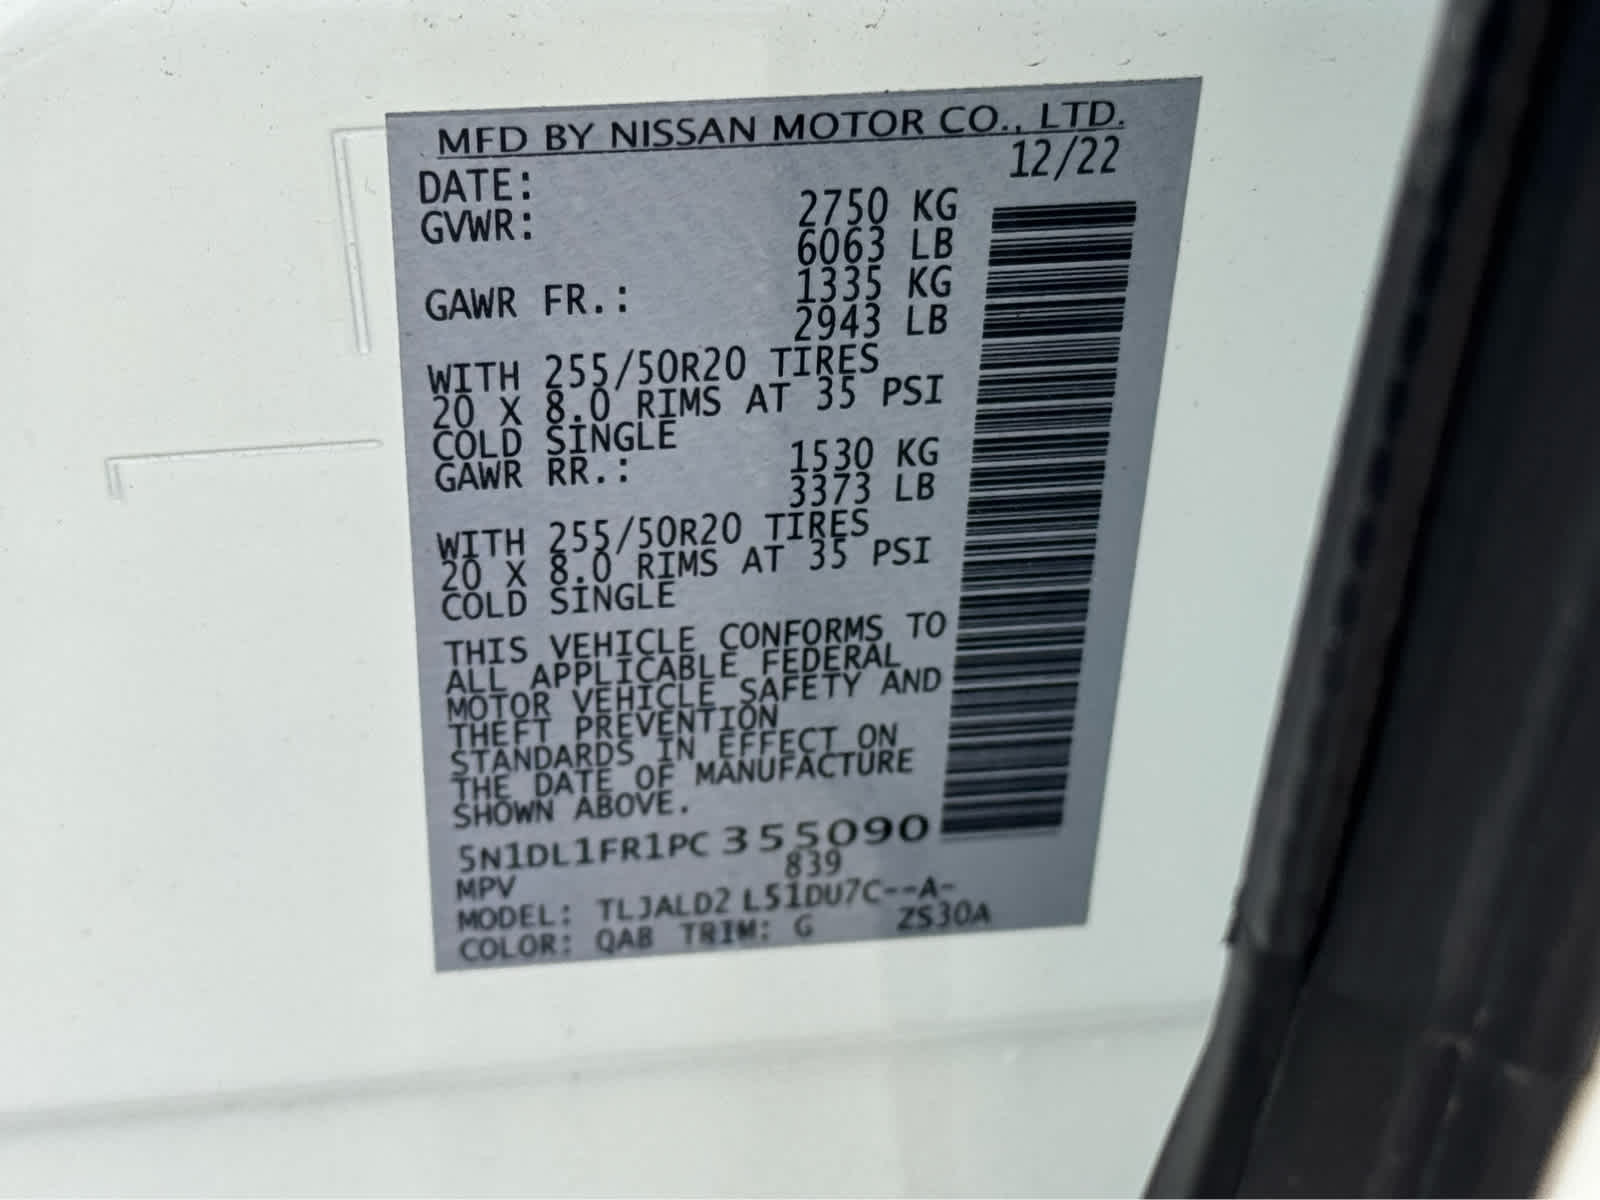 MFD BY NISSAN MOTOR CO., LTD.
DATE: 12/22
GVWR: 2750 KG
6063 LB
GAWR FR.: 1335 KG
2943 LB
WITH 255/50R20 TIRES
20 X 8.0 RIMS AT 35 PSI
COLD SINGLE
GAWR RR.: 1530 KG
3373 LB
WITH 255/50R20 TIRES
20 X 8.0 RIMS AT 35 PSI
COLD SINGLE
THIS VEHICLE CONFORMS TO
ALL APPLICABLE FEDERAL
MOTOR VEHICLE SAFETY AND
THEFT PREVENTION
STANDARDS IN EFFECT ON
THE DATE OF MANUFACTURE
SHOWN ABOVE.
5N1DL1FR1PC355090
MPV 839
MODEL: TLJALD2 L51DU7C--A-
COLOR: QAB TRIM: G ZS30A